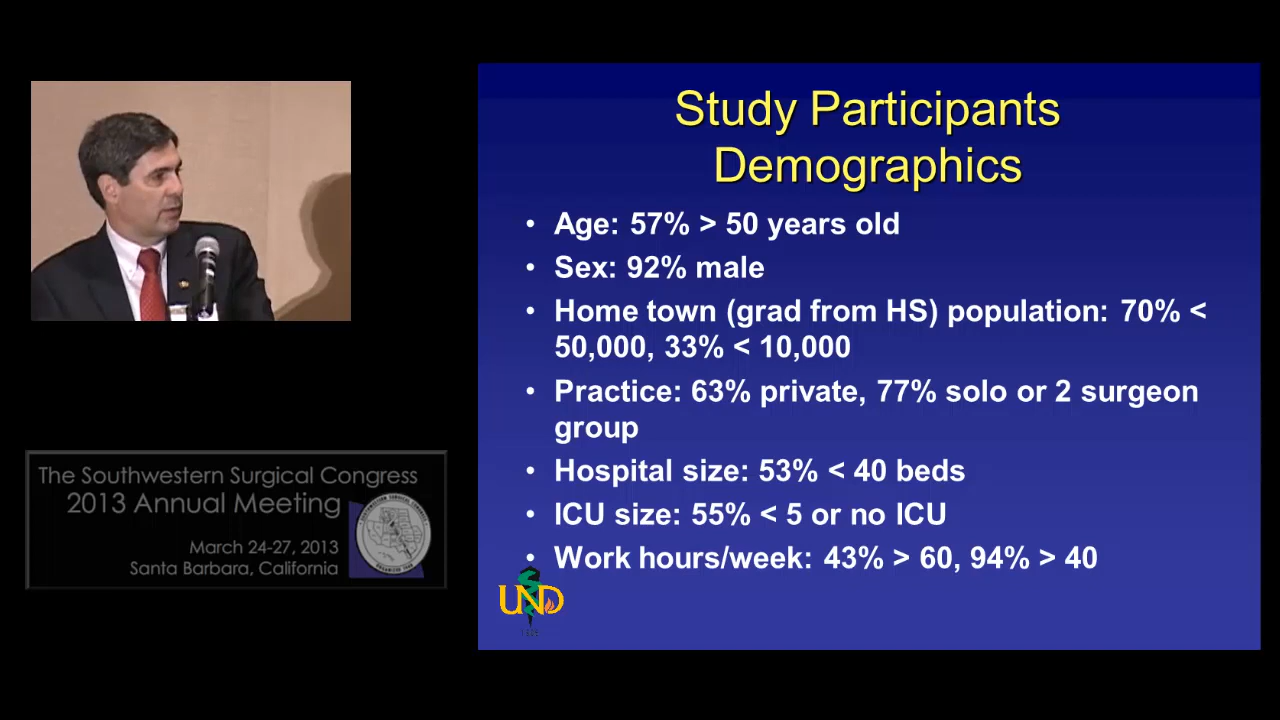 Study Participants
Demographics
• Age: 57% > 50 years old
• Sex: 92% male
• Home town (grad from HS) population: 70% <
50,000, 33% < 10,000
• Practice: 63% private, 77% solo or 2 surgeon
group
• Hospital size: 53% < 40 beds
• ICU size: 55% < 5 or no ICU
• Work hours/week: 43% > 60, 94% > 40
UND
The Southwestern Surgical Congress
2013 Annual Meeting
March 24-27, 2013
Santa Barbara, California